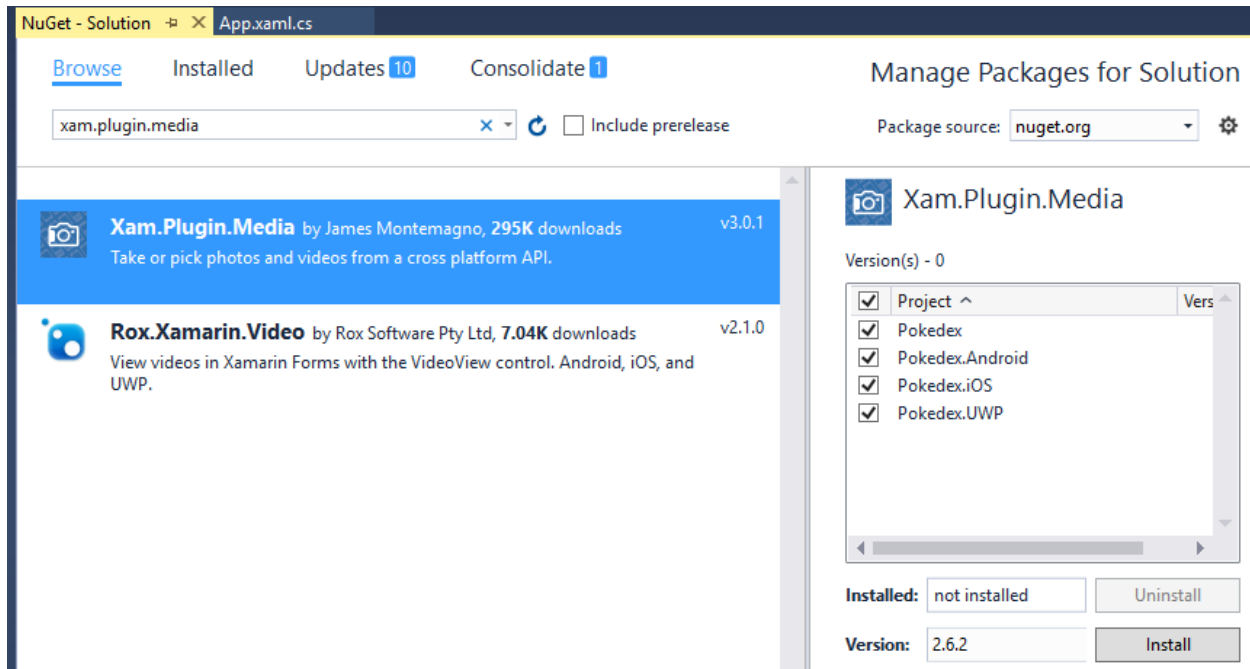 NuGet - Solution App.xaml.cs
Browse Installed Updates 10 Consolidate 1
Manage Packages for Solution
xam.plugin.media Include prerelease
Package source: nuget.org
Xam.Plugin.Media by James Montemagno, 295K downloads v3.0.1
Take or pick photos and videos from a cross platform API.
Rox.Xamarin.Video by Rox Software Pty Ltd, 7.04K downloads v2.1.0
View videos in Xamarin Forms with the VideoView control. Android, iOS, and
UWP.
Xam.Plugin.Media
Version(s) - 0
Project Vers
Pokedex
Pokedex.Android
Pokedex.iOS
Pokedex.UWP
Installed: not installed Uninstall
Version: 2.6.2 Install